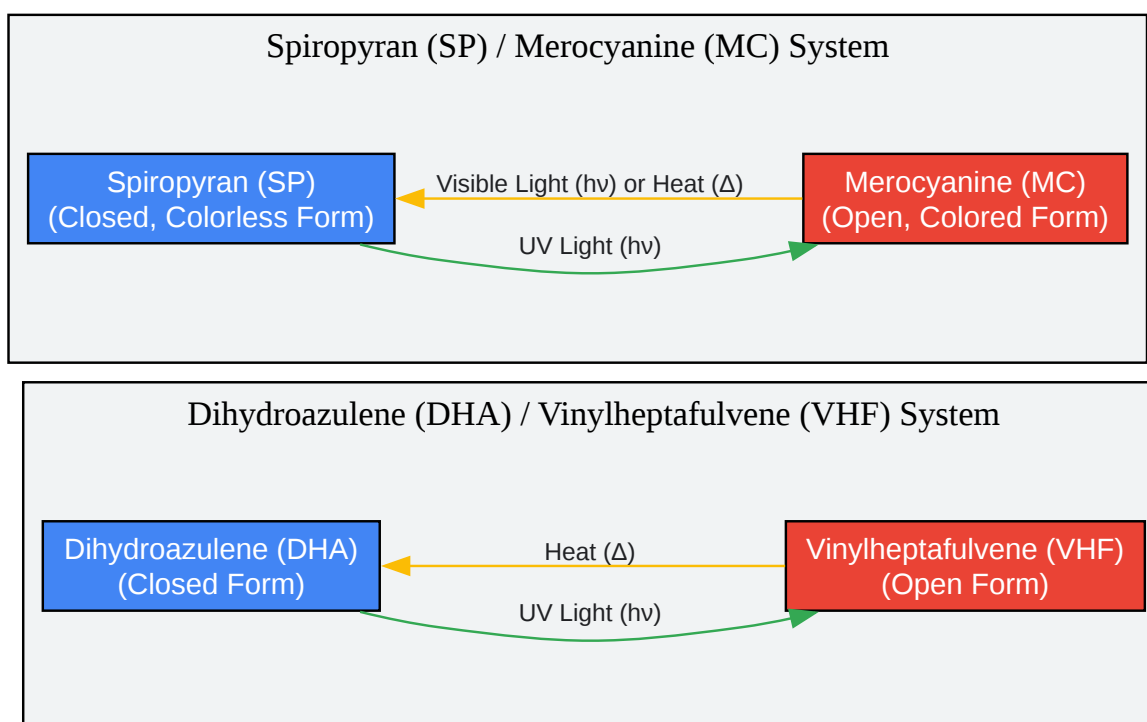 Spiropyran (SP) / Merocyanine (MC) System
Spiropyran (SP)
(Closed, Colorless Form)
Visible Light (hν) or Heat (Δ)
UV Light (hν)
Merocyanine (MC)
(Open, Colored Form)
Dihydroazulene (DHA) / Vinylheptafulvene (VHF) System
Dihydroazulene (DHA)
(Closed Form)
Heat (Δ)
UV Light (hν)
Vinylheptafulvene (VHF)
(Open Form)